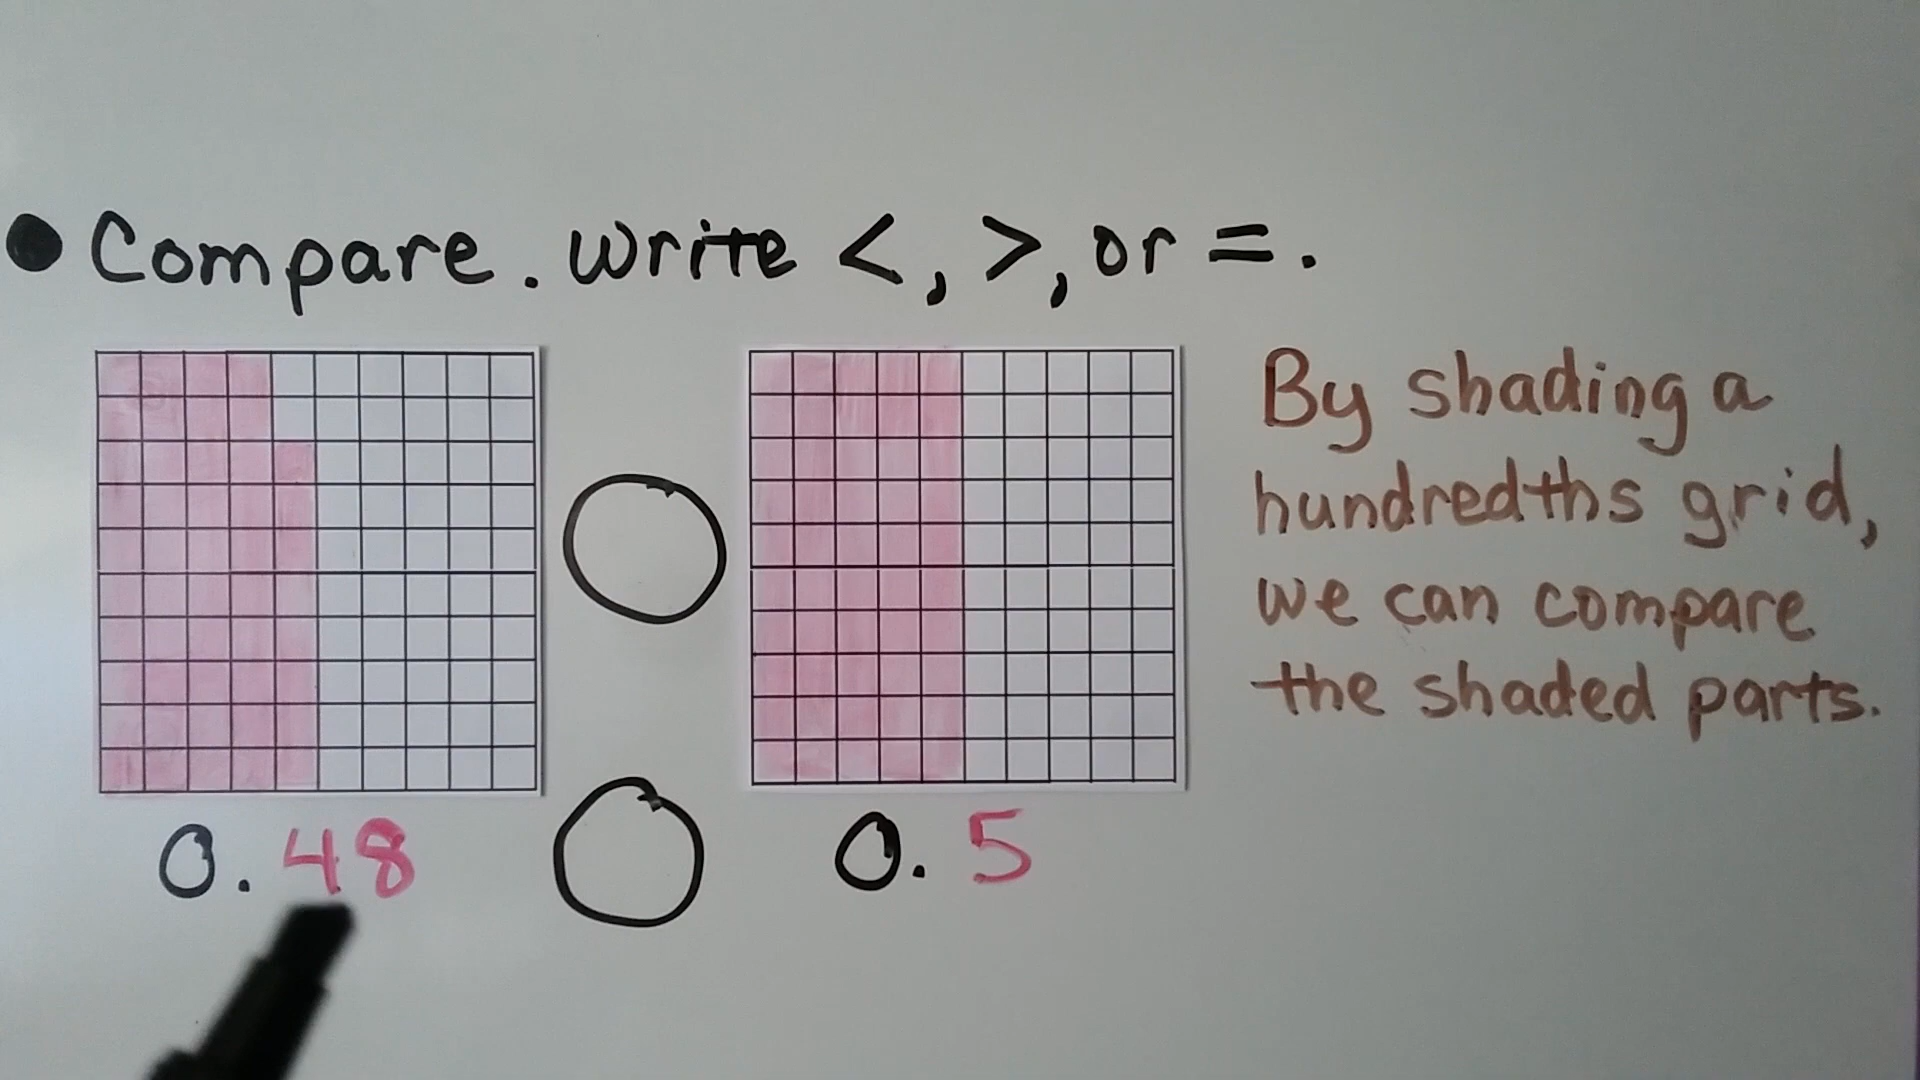 • Compare. Write <, >, or =.
By shading a
hundredths grid,
we can compare
the shaded parts.
0.48 0.5